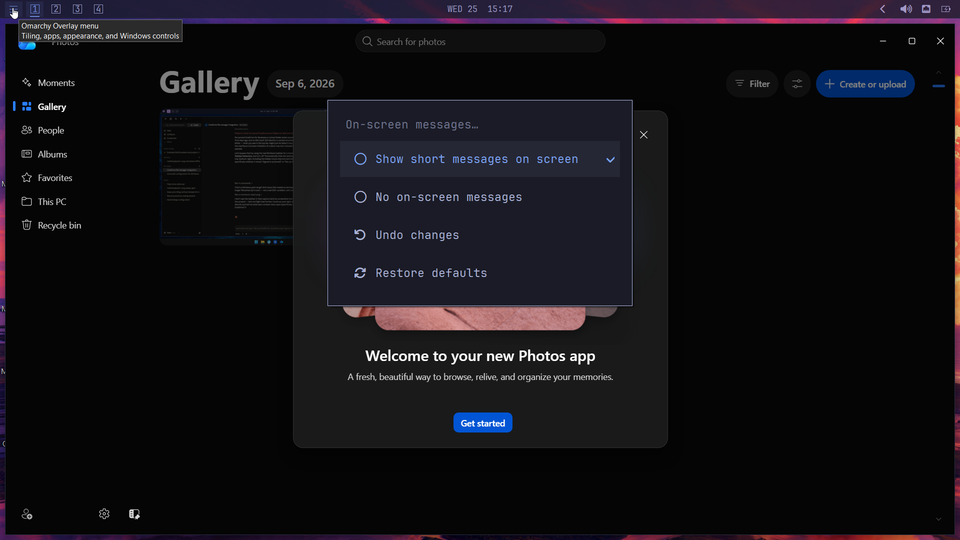 1 2 3 4
WED 25 15:17
Omarchy Overlay menu
Tiling, apps, appearance, and Windows controls
Photos
Search for photos
Moments
Gallery
People
Albums
Favorites
This PC
Recycle bin
Gallery
Sep 6, 2026
Filter
Create or upload
On-screen messages…
Show short messages on screen
No on-screen messages
Undo changes
Restore defaults
Welcome to your new Photos app
A fresh, beautiful way to browse, relive, and organize your memories.
Get started